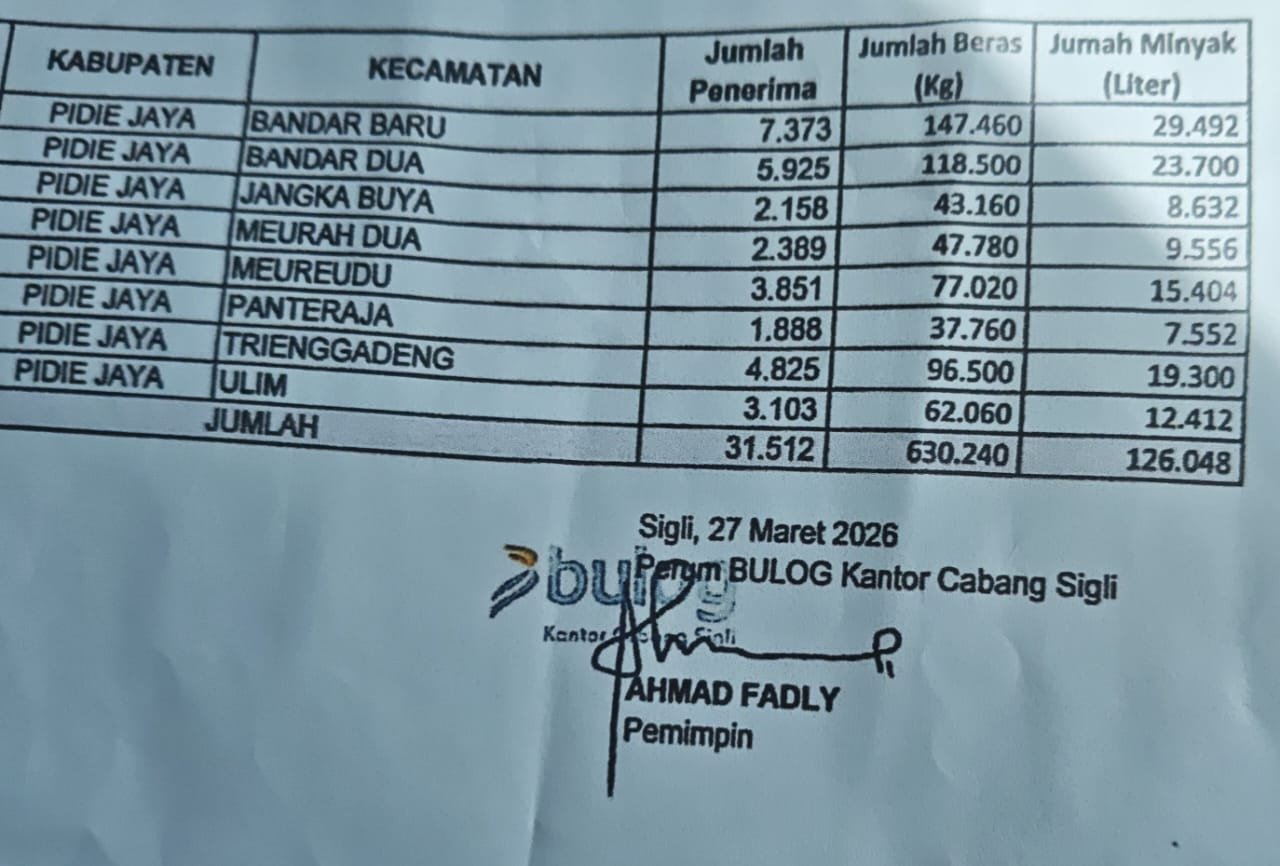 KABUPATEN KECAMATAN Jumlah Penerima Jumlah Beras (Kg) Jumah Minyak (Liter)
PIDIE JAYA BANDAR BARU 7.373 147.460 29.492
PIDIE JAYA BANDAR DUA 5.925 118.500 23.700
PIDIE JAYA JANGKA BUYA 2.158 43.160 8.632
PIDIE JAYA MEURAH DUA 2.389 47.780 9.556
PIDIE JAYA MEUREUDU 3.851 77.020 15.404
PIDIE JAYA PANTERAJA 1.888 37.760 7.552
PIDIE JAYA TRIENGGADENG 4.825 96.500 19.300
PIDIE JAYA ULIM 3.103 62.060 12.412
JUMLAH 31.512 630.240 126.048
Sigli, 27 Maret 2026
Perum BULOG Kantor Cabang Sigli
bulog
Kantor Cabang Sigli
AHMAD FADLY
Pemimpin